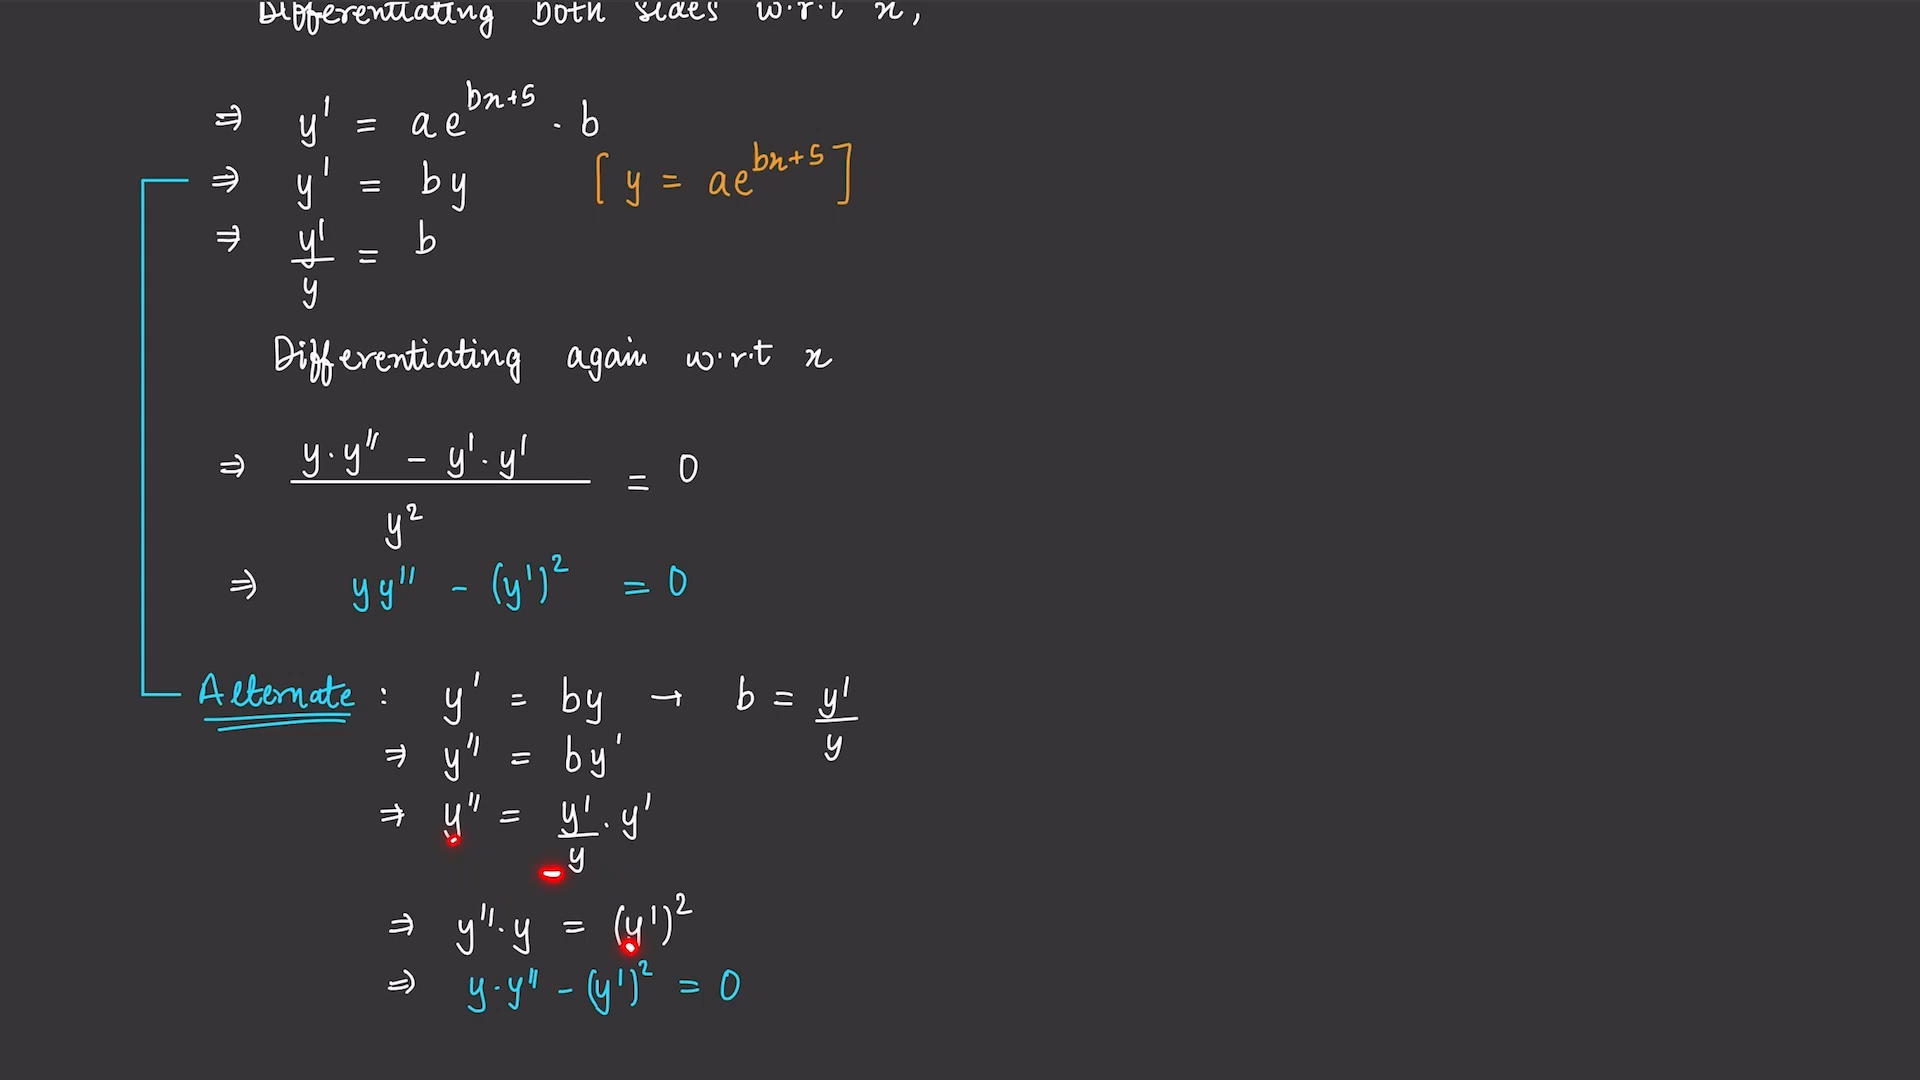 Differentiating both sides w.r.t x,
⇒ y' = ae^{bx+5} . b
⇒ y' = by [y = ae^{bx+5}]
⇒ y'/y = b
Differentiating again w.r.t x
⇒ (y.y'' - y'.y')/y² = 0
⇒ yy'' - (y')² = 0
Alternate : y' = by → b = y'/y
⇒ y'' = by'
⇒ y'' = y'/y . y'
⇒ y''.y = (y')²
⇒ y.y'' - (y')² = 0